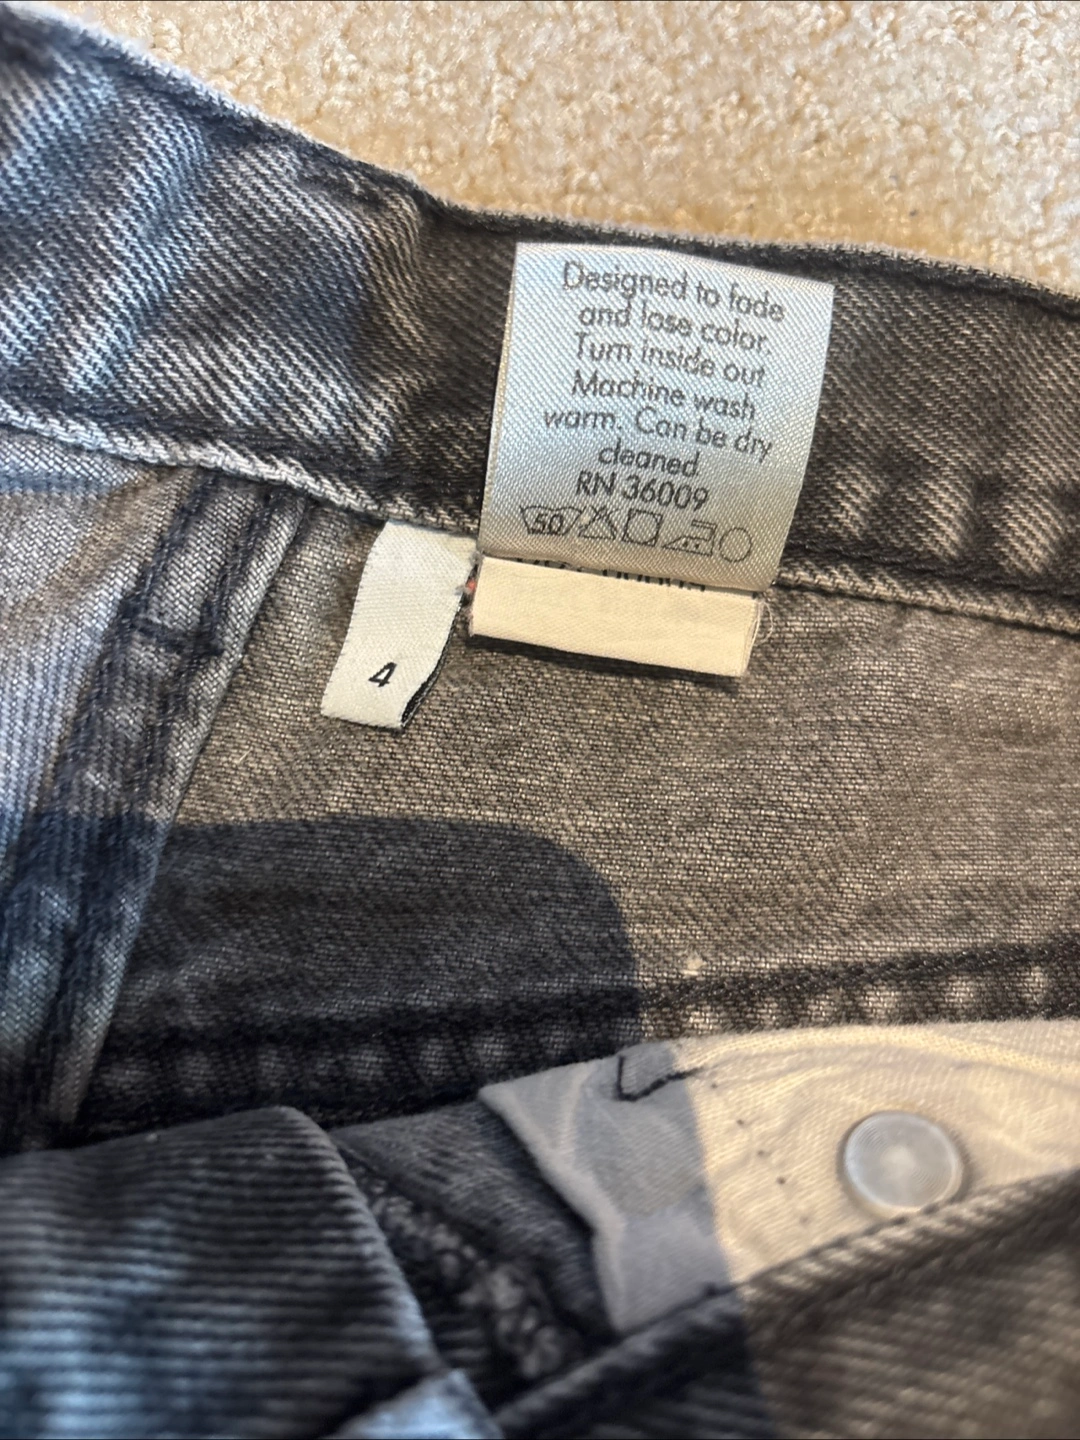 Designed to fade
and lose color.
Turn inside out
Machine wash
warm. Can be dry
cleaned.
RN 36009
50
4